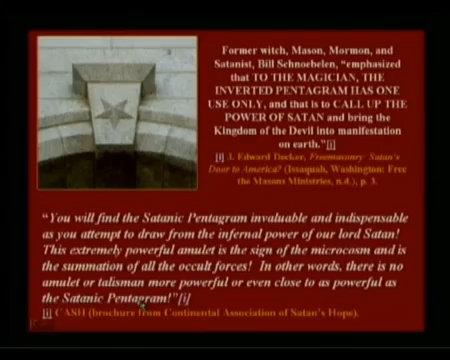 Former witch, Mason, Mormon, and
Satanist, Bill Schnoebelen, “emphasized
that TO THE MAGICIAN, THE
INVERTED PENTAGRAM HAS ONE
USE ONLY, and that is to CALL UP THE
POWER OF SATAN and bring the
Kingdom of the Devil into manifestation
on earth.”[i]
[i] J. Edward Decker, Freemasonry: Satan's
Door to America? (Issaquah, Washington: Free
the Masons Ministries, n.d.), p. 3.
“You will find the Satanic Pentagram invaluable and indispensable
as you attempt to draw from the infernal power of our lord Satan!
This extremely powerful amulet is the sign of the microcosm and is
the summation of all the occult forces! In other words, there is no
amulet or talisman more powerful or even close to as powerful as
the Satanic Pentagram!”[i]
[i] CASH (brochure from Continental Association of Satan's Hope).